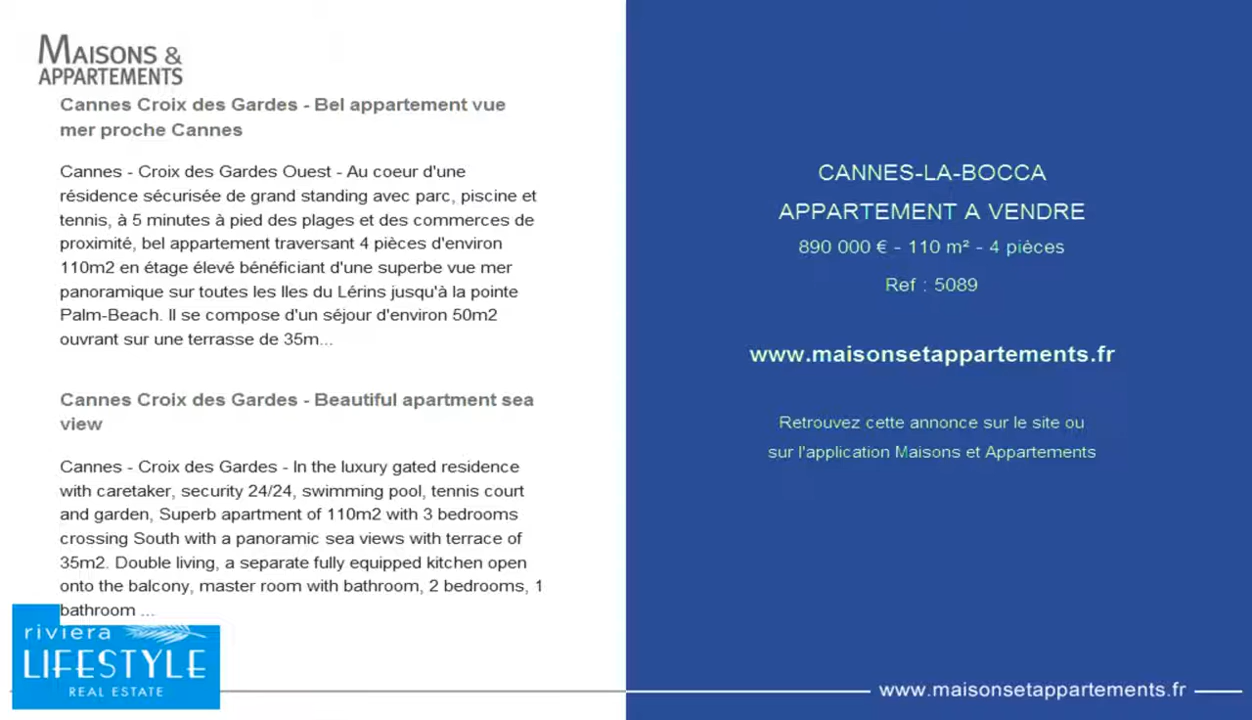 MAISONS &
APPARTEMENTS
Cannes Croix des Gardes - Bel appartement vue
mer proche Cannes
Cannes - Croix des Gardes Ouest - Au coeur d'une
résidence sécurisée de grand standing avec parc, piscine et
tennis, à 5 minutes à pied des plages et des commerces de
proximité, bel appartement traversant 4 pièces d'environ
110m2 en étage élevé bénéficiant d'une superbe vue mer
panoramique sur toutes les Iles du Lérins jusqu'à la pointe
Palm-Beach. Il se compose d'un séjour d'environ 50m2
ouvrant sur une terrasse de 35m...
Cannes Croix des Gardes - Beautiful apartment sea
view
Cannes - Croix des Gardes - In the luxury gated residence
with caretaker, security 24/24, swimming pool, tennis court
and garden, Superb apartment of 110m2 with 3 bedrooms
crossing South with a panoramic sea views with terrace of
35m2. Double living, a separate fully equipped kitchen open
onto the balcony, master room with bathroom, 2 bedrooms, 1
bathroom ...
riviera
LIFESTYLE
REAL ESTATE
CANNES-LA-BOCCA
APPARTEMENT A VENDRE
890 000 € - 110 m² - 4 pièces
Ref : 5089
www.maisonsetappartements.fr
Retrouvez cette annonce sur le site ou
sur l'application Maisons et Appartements
www.maisonsetappartements.fr